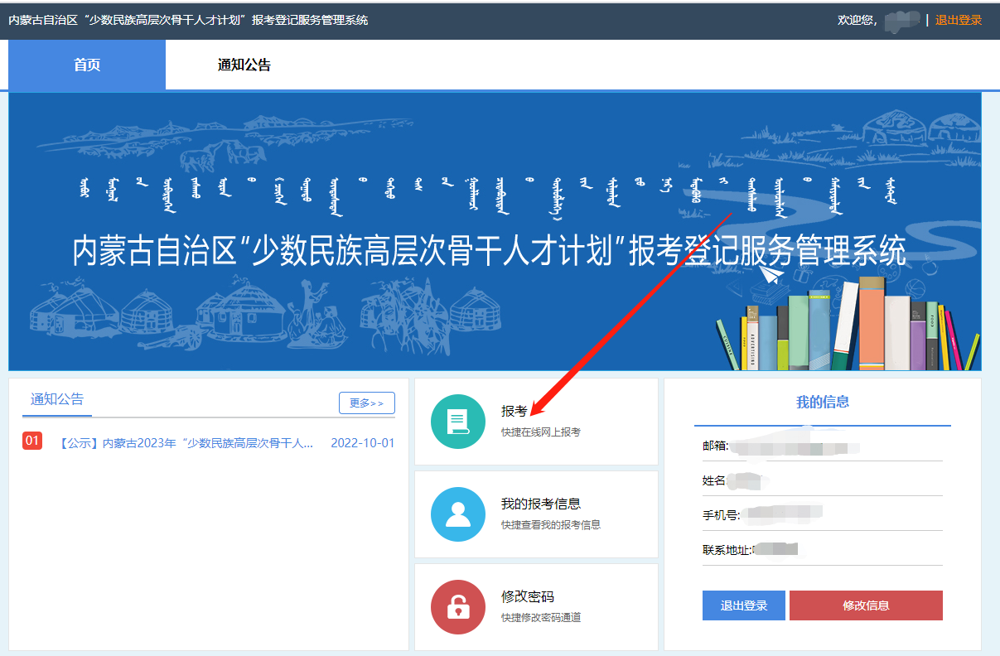 内蒙古自治区“少数民族高层次骨干人才计划”报考登记服务管理系统
欢迎您, | 退出登录
首页 通知公告
内蒙古自治区“少数民族高层次骨干人才计划”报考登记服务管理系统
ADVERTISING
FOOD
通知公告
更多>>
01 【公示】内蒙古2023年“少数民族高层次骨干人... 2022-10-01
报考
快捷在线网上报考
我的报考信息
快捷查看我的报考信息
修改密码
快捷修改密码通道
我的信息
邮箱:
姓名
手机号:
联系地址:
退出登录 修改信息